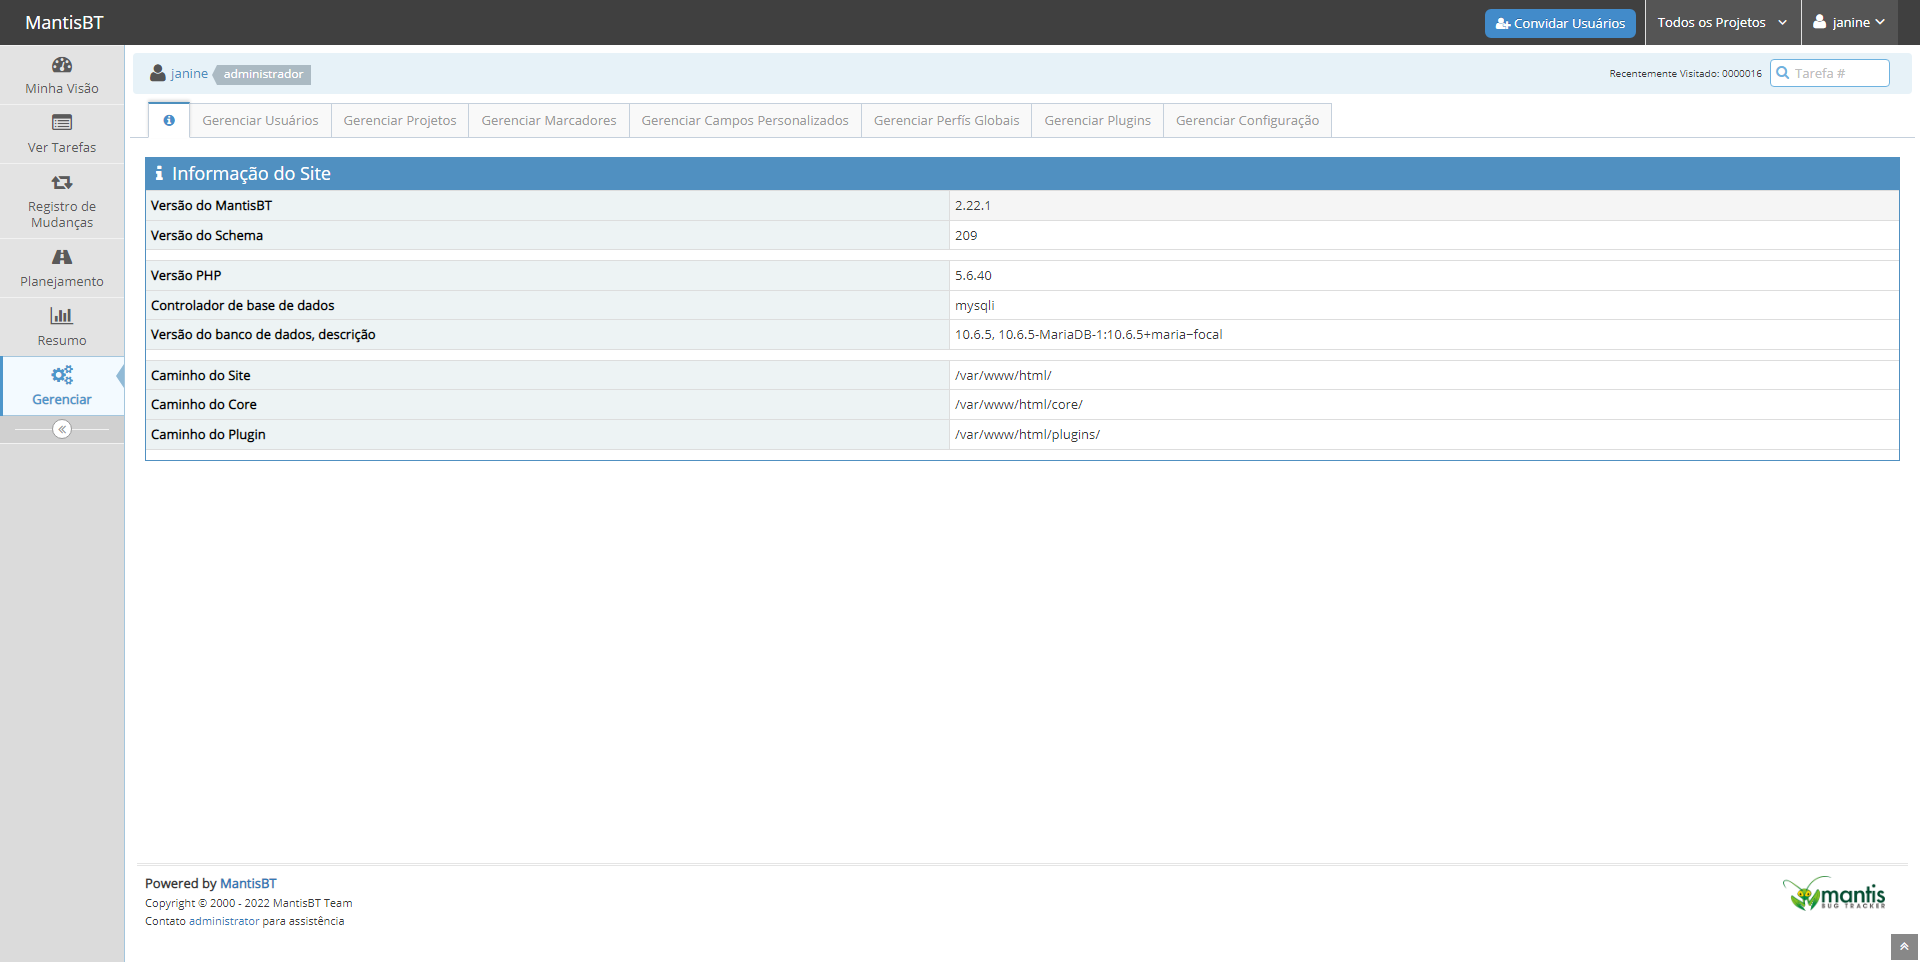 MantisBT
Convidar Usuários
Todos os Projetos
janine
Minha Visão
Ver Tarefas
Registro de
Mudanças
Planejamento
Resumo
Gerenciar
janine administrador
Recentemente Visitado: 0000016
Tarefa #
Gerenciar Usuários
Gerenciar Projetos
Gerenciar Marcadores
Gerenciar Campos Personalizados
Gerenciar Perfís Globais
Gerenciar Plugins
Gerenciar Configuração
Informação do Site
Versão do MantisBT 2.22.1
Versão do Schema 209
Versão PHP 5.6.40
Controlador de base de dados mysqli
Versão do banco de dados, descrição 10.6.5, 10.6.5-MariaDB-1:10.6.5+maria~focal
Caminho do Site /var/www/html/
Caminho do Core /var/www/html/core/
Caminho do Plugin /var/www/html/plugins/
Powered by MantisBT
Copyright © 2000 - 2022 MantisBT Team
Contato administrator para assistência
mantis
BUG TRACKER